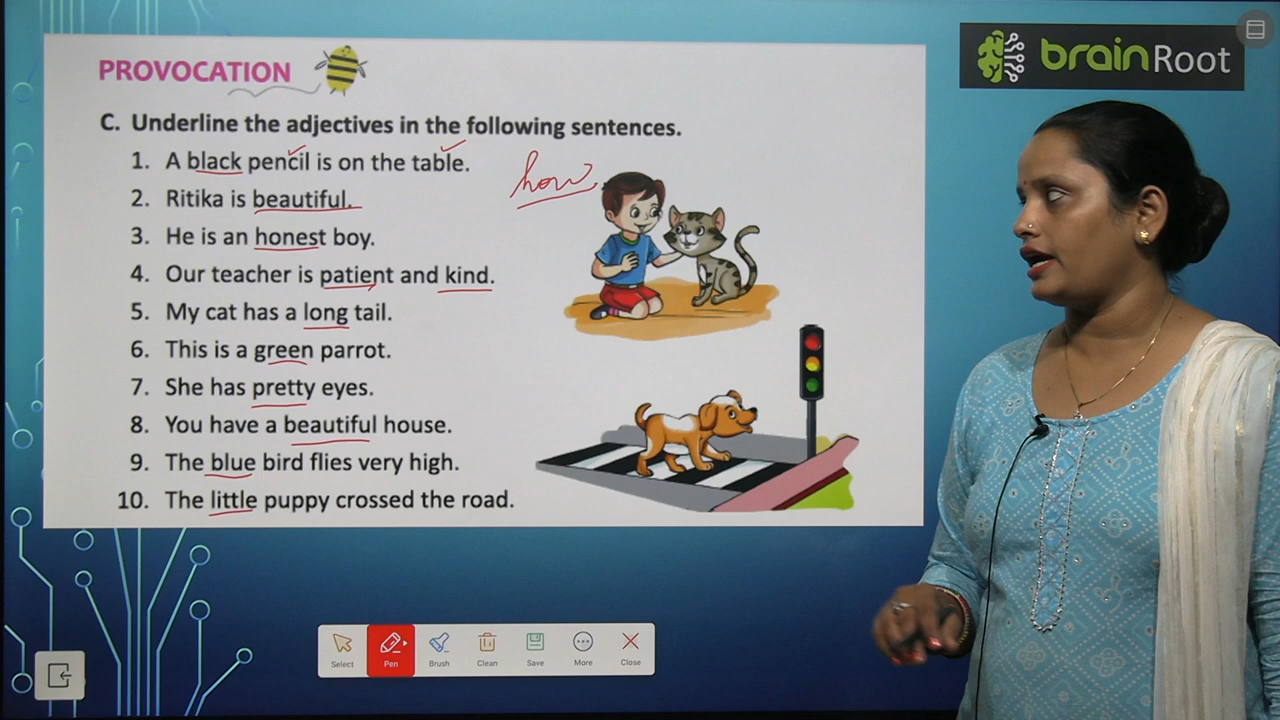 brainRoot
PROVOCATION
C. Underline the adjectives in the following sentences.
1. A black pencil is on the table.
how
2. Ritika is beautiful.
3. He is an honest boy.
4. Our teacher is patient and kind.
5. My cat has a long tail.
6. This is a green parrot.
7. She has pretty eyes.
8. You have a beautiful house.
9. The blue bird flies very high.
10. The little puppy crossed the road.
Select Pen Brush Clean Save More Close